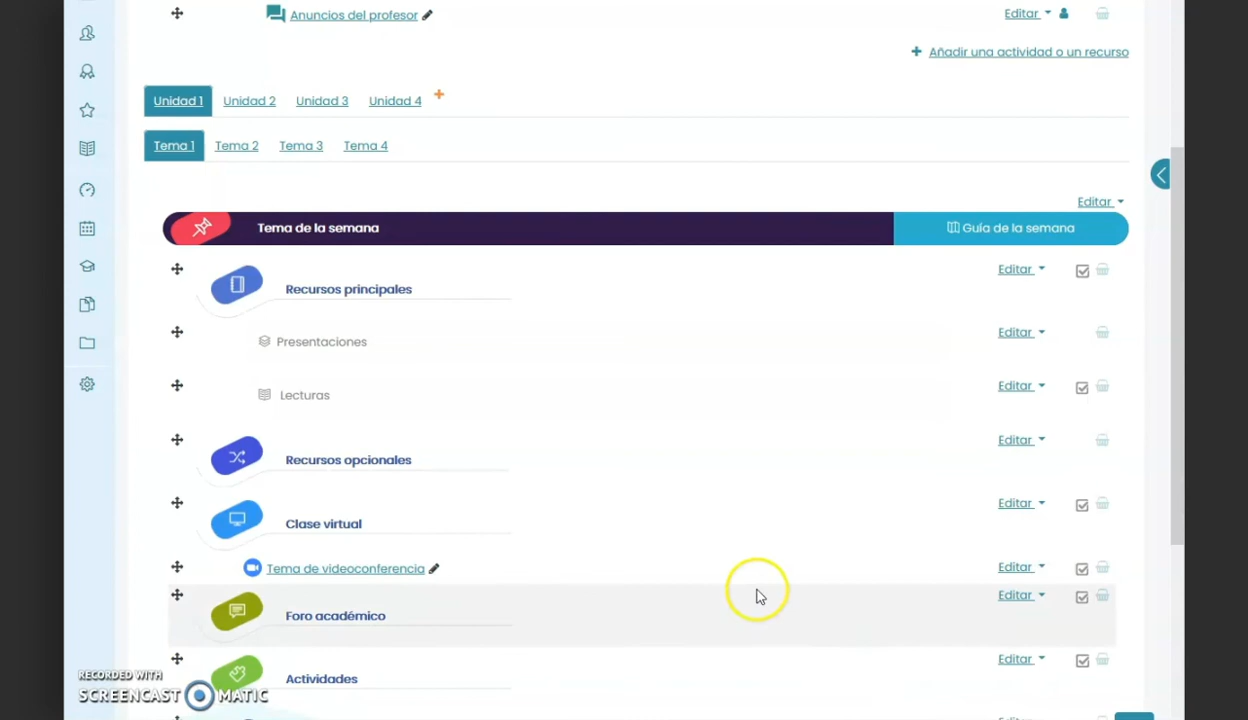 Anuncios del profesor Editar
Añadir una actividad o un recurso
Unidad 1 Unidad 2 Unidad 3 Unidad 4
Tema 1 Tema 2 Tema 3 Tema 4
Editar
Tema de la semana Guía de la semana
Editar
Recursos principales
Editar
Presentaciones
Editar
Lecturas
Editar
Recursos opcionales
Editar
Clase virtual
Tema de videoconferencia Editar
Editar
Foro académico
Editar
Actividades
RECORDED WITH
SCREENCAST MATIC